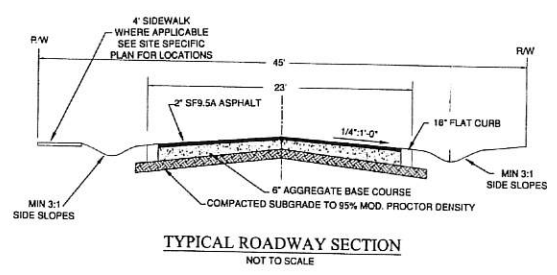 4' SIDEWALK
WHERE APPLICABLE
SEE SITE SPECIFIC
PLAN FOR LOCATIONS
R/W
R/W
45'
23'
2" SF9.5A ASPHALT
1/4":1'-0"
18" FLAT CURB
MIN 3:1
SIDE SLOPES
6" AGGREGATE BASE COURSE
COMPACTED SUBGRADE TO 95% MOD. PROCTOR DENSITY
MIN 3:1
SIDE SLOPES
TYPICAL ROADWAY SECTION
NOT TO SCALE